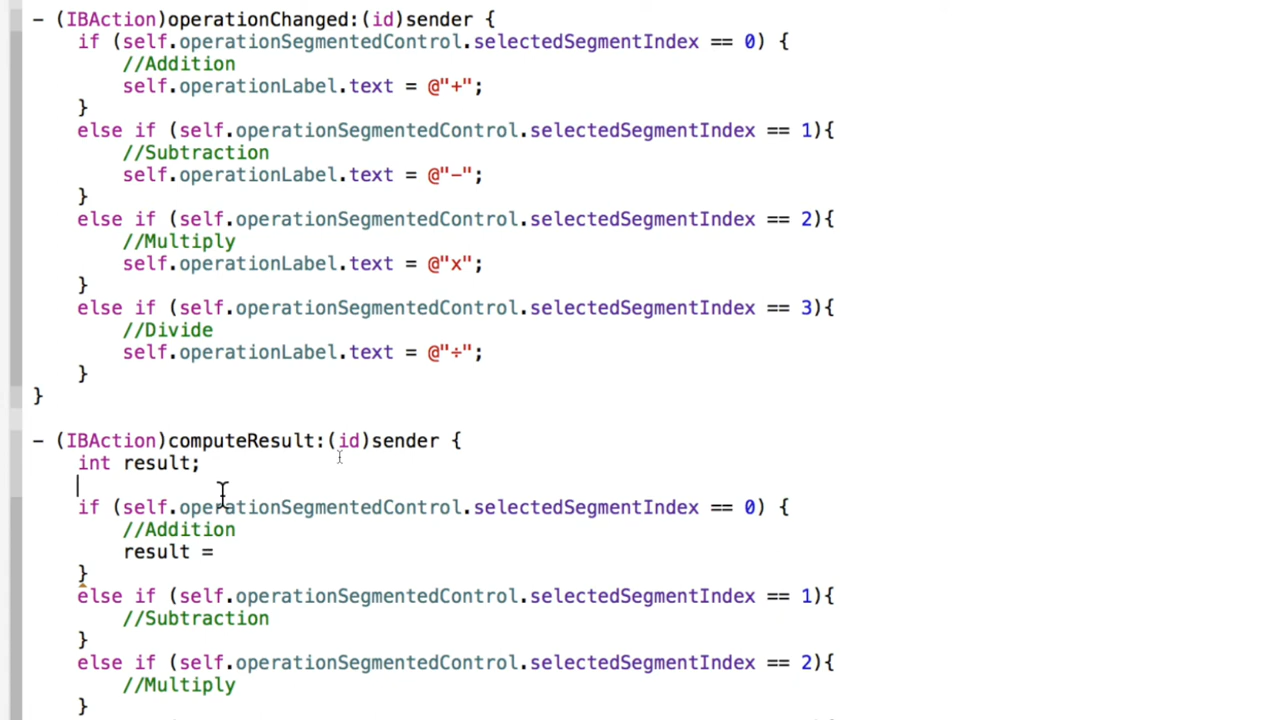 - (IBAction)operationChanged:(id)sender {
if (self.operationSegmentedControl.selectedSegmentIndex == 0) {
//Addition
self.operationLabel.text = @"+";
}
else if (self.operationSegmentedControl.selectedSegmentIndex == 1){
//Subtraction
self.operationLabel.text = @"-";
}
else if (self.operationSegmentedControl.selectedSegmentIndex == 2){
//Multiply
self.operationLabel.text = @"x";
}
else if (self.operationSegmentedControl.selectedSegmentIndex == 3){
//Divide
self.operationLabel.text = @"÷";
}
}
- (IBAction)computeResult:(id)sender {
int result;
if (self.operationSegmentedControl.selectedSegmentIndex == 0) {
//Addition
result =
}
else if (self.operationSegmentedControl.selectedSegmentIndex == 1){
//Subtraction
}
else if (self.operationSegmentedControl.selectedSegmentIndex == 2){
//Multiply
}